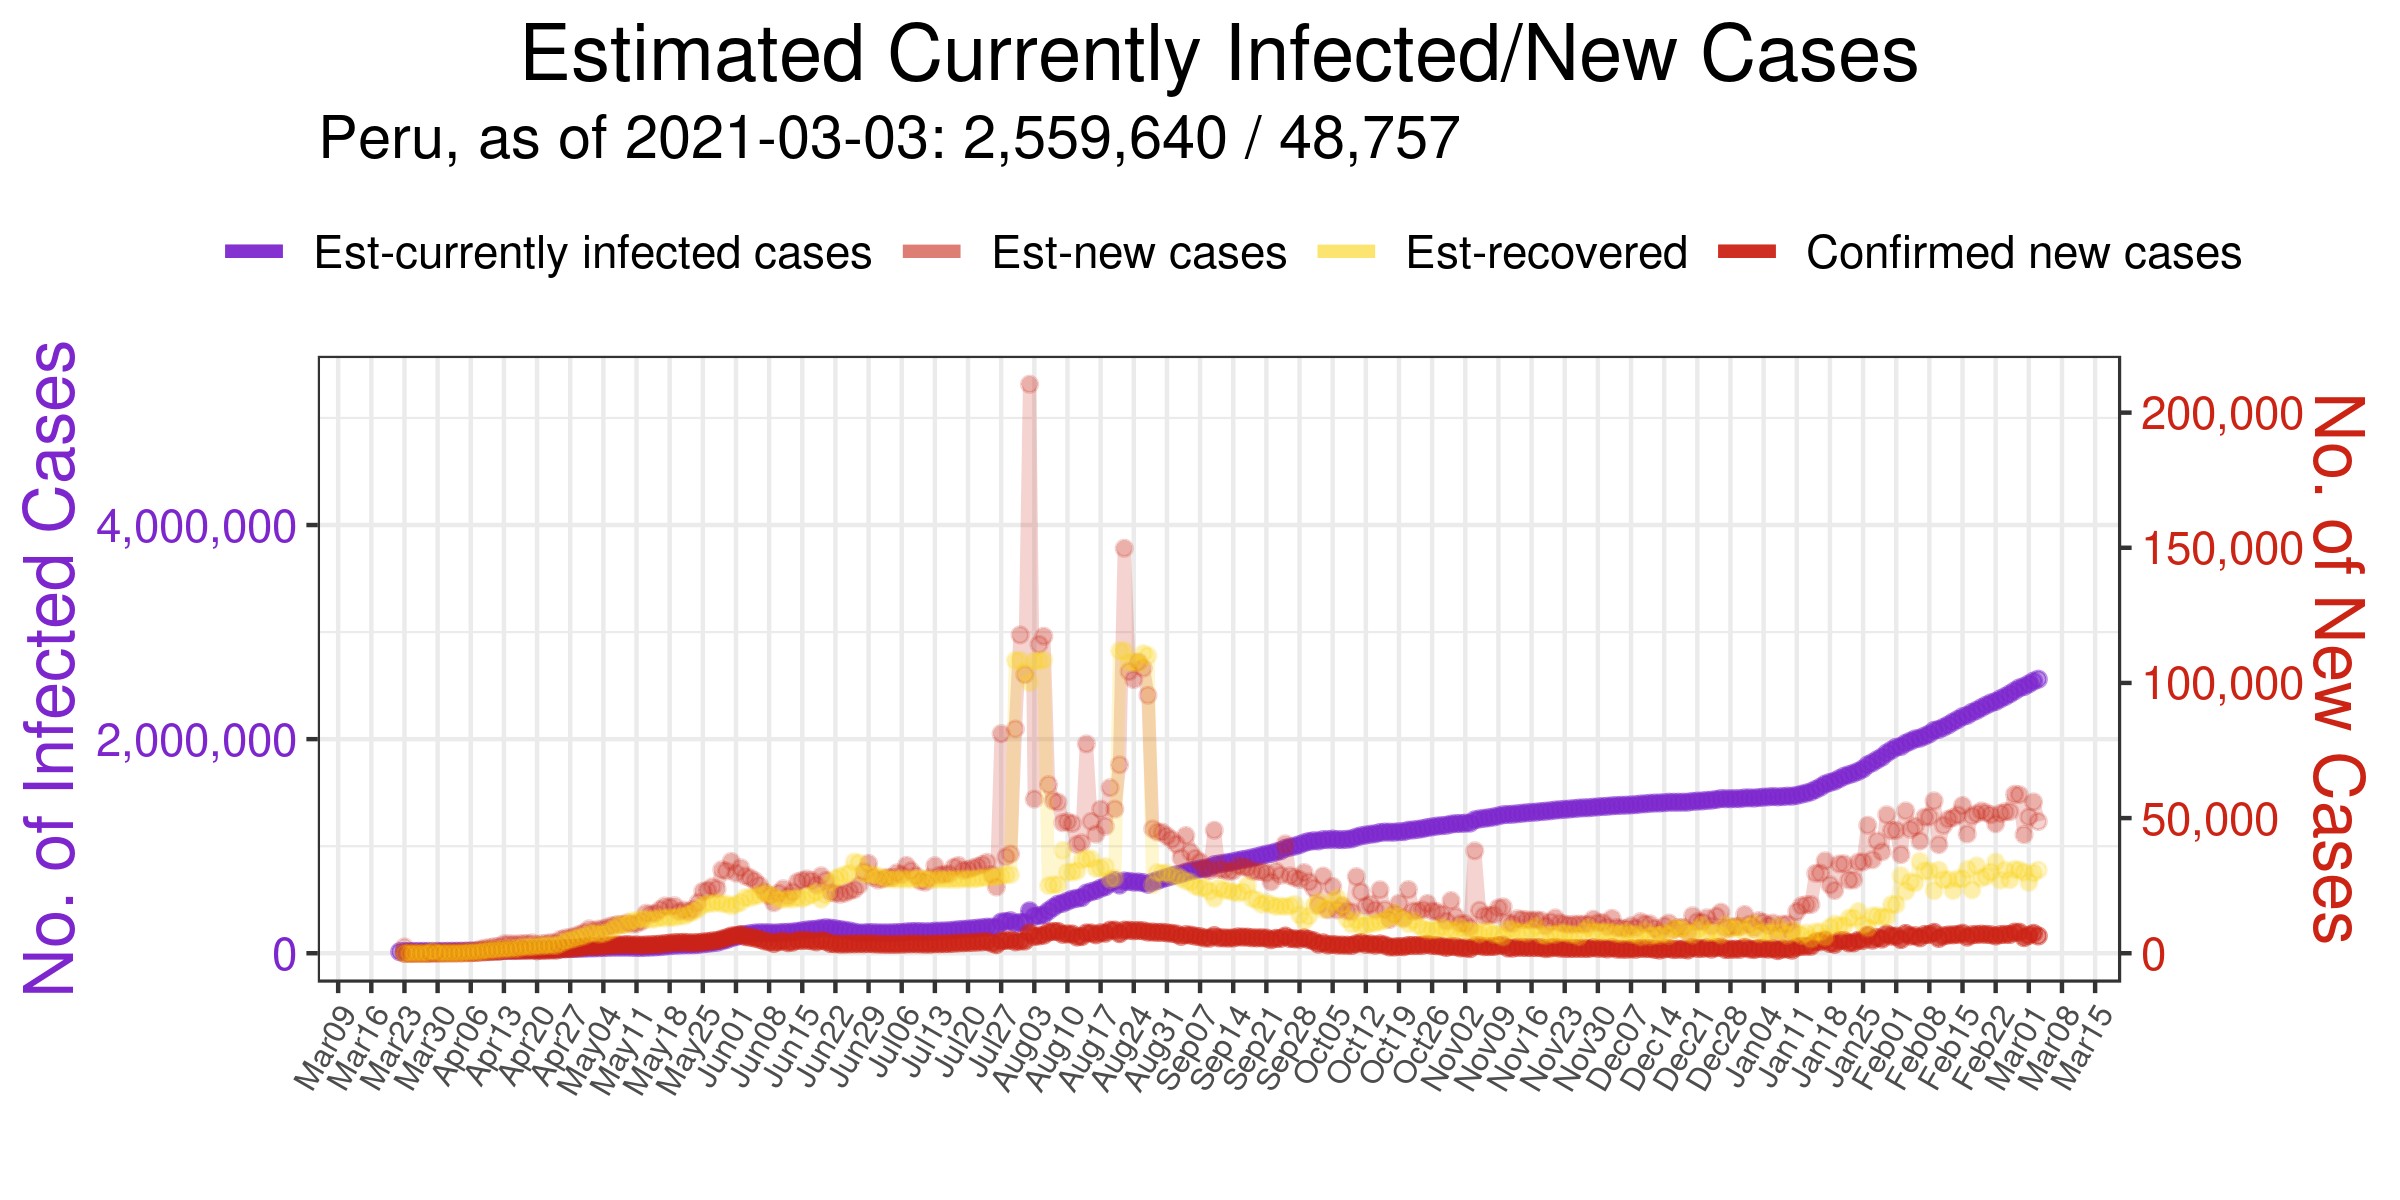 Estimated Currently Infected/New Cases
Peru, as of 2021-03-03: 2,559,640 / 48,757
Est-currently infected cases Est-new cases Est-recovered Confirmed new cases
No. of Infected Cases
4,000,000
2,000,000
0
200,000
150,000
100,000
50,000
0
No. of New Cases
Mar09 Mar16 Mar23 Mar30 Apr06 Apr13 Apr20 Apr27 May04 May11 May18 May25 Jun01 Jun08 Jun15 Jun22 Jun29 Jul06 Jul13 Jul20 Jul27 Aug03 Aug10 Aug17 Aug24 Aug31 Sep07 Sep14 Sep21 Sep28 Oct05 Oct12 Oct19 Oct26 Nov02 Nov09 Nov16 Nov23 Nov30 Dec07 Dec14 Dec21 Dec28 Jan04 Jan11 Jan18 Jan25 Feb01 Feb08 Feb15 Feb22 Mar01 Mar08 Mar15